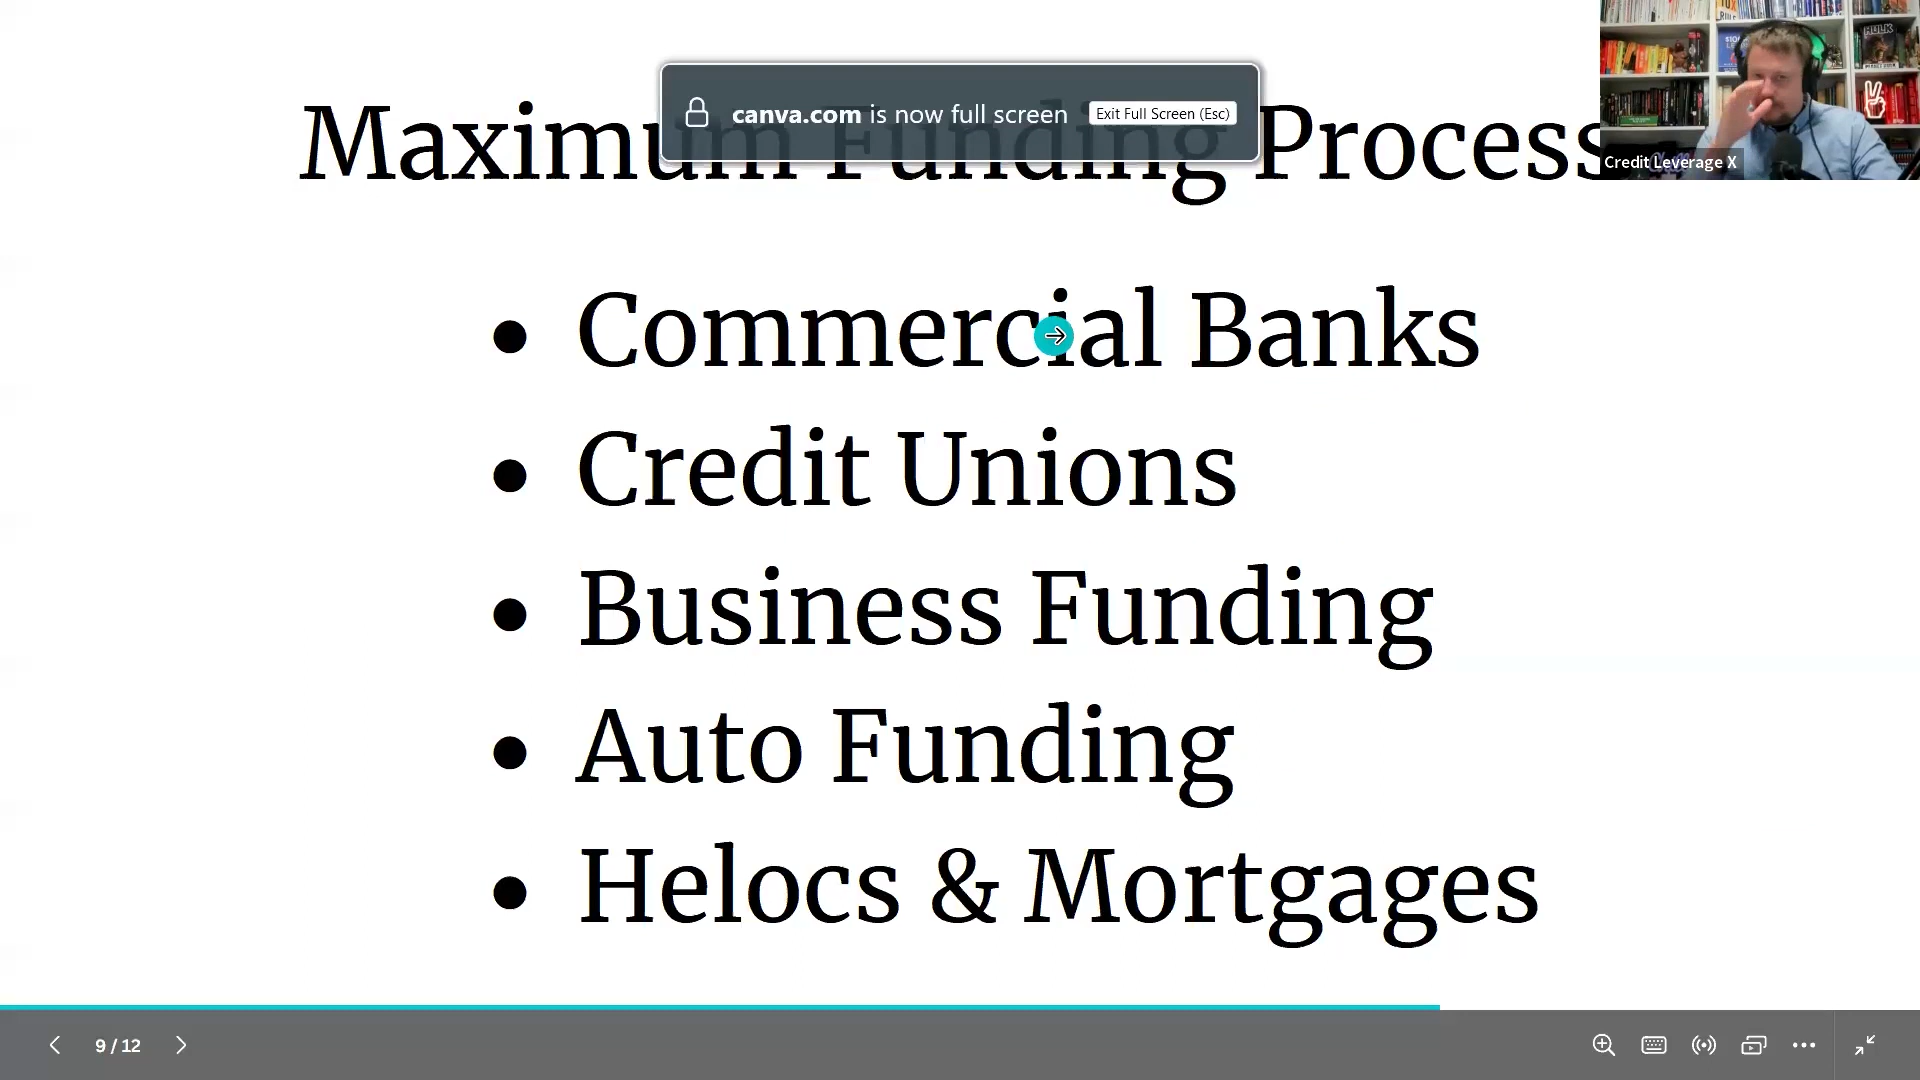 canva.com is now full screen Exit Full Screen (Esc)
Maximum Funding Process
HULK
Credit Leverage X
• Commercial Banks
• Credit Unions
• Business Funding
• Auto Funding
• Helocs & Mortgages
9 / 12